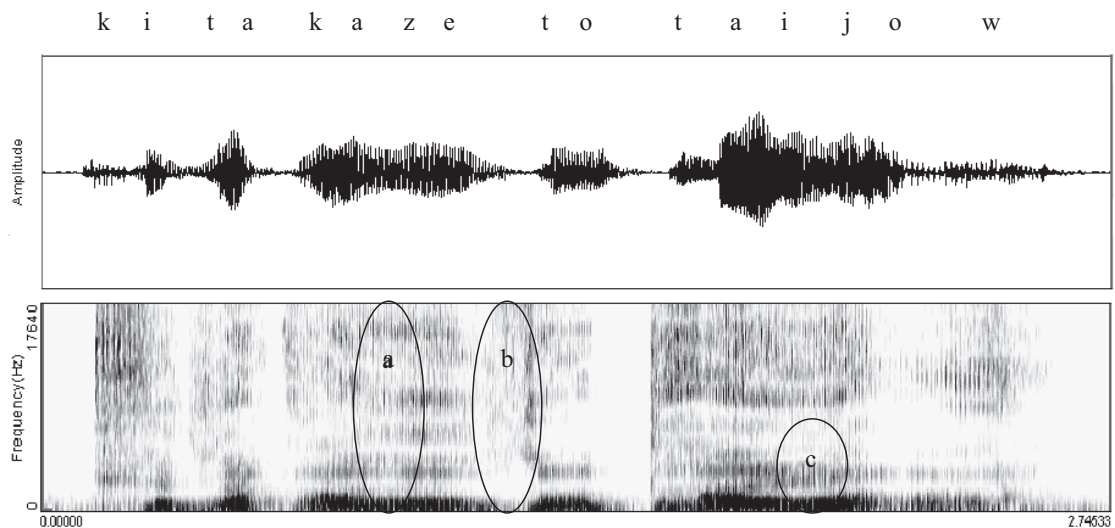 k i t a k a z e t o t a i j o w
Amplitude
Frequency(Hz)
17640
0
a
b
c
0.00000
2.74533